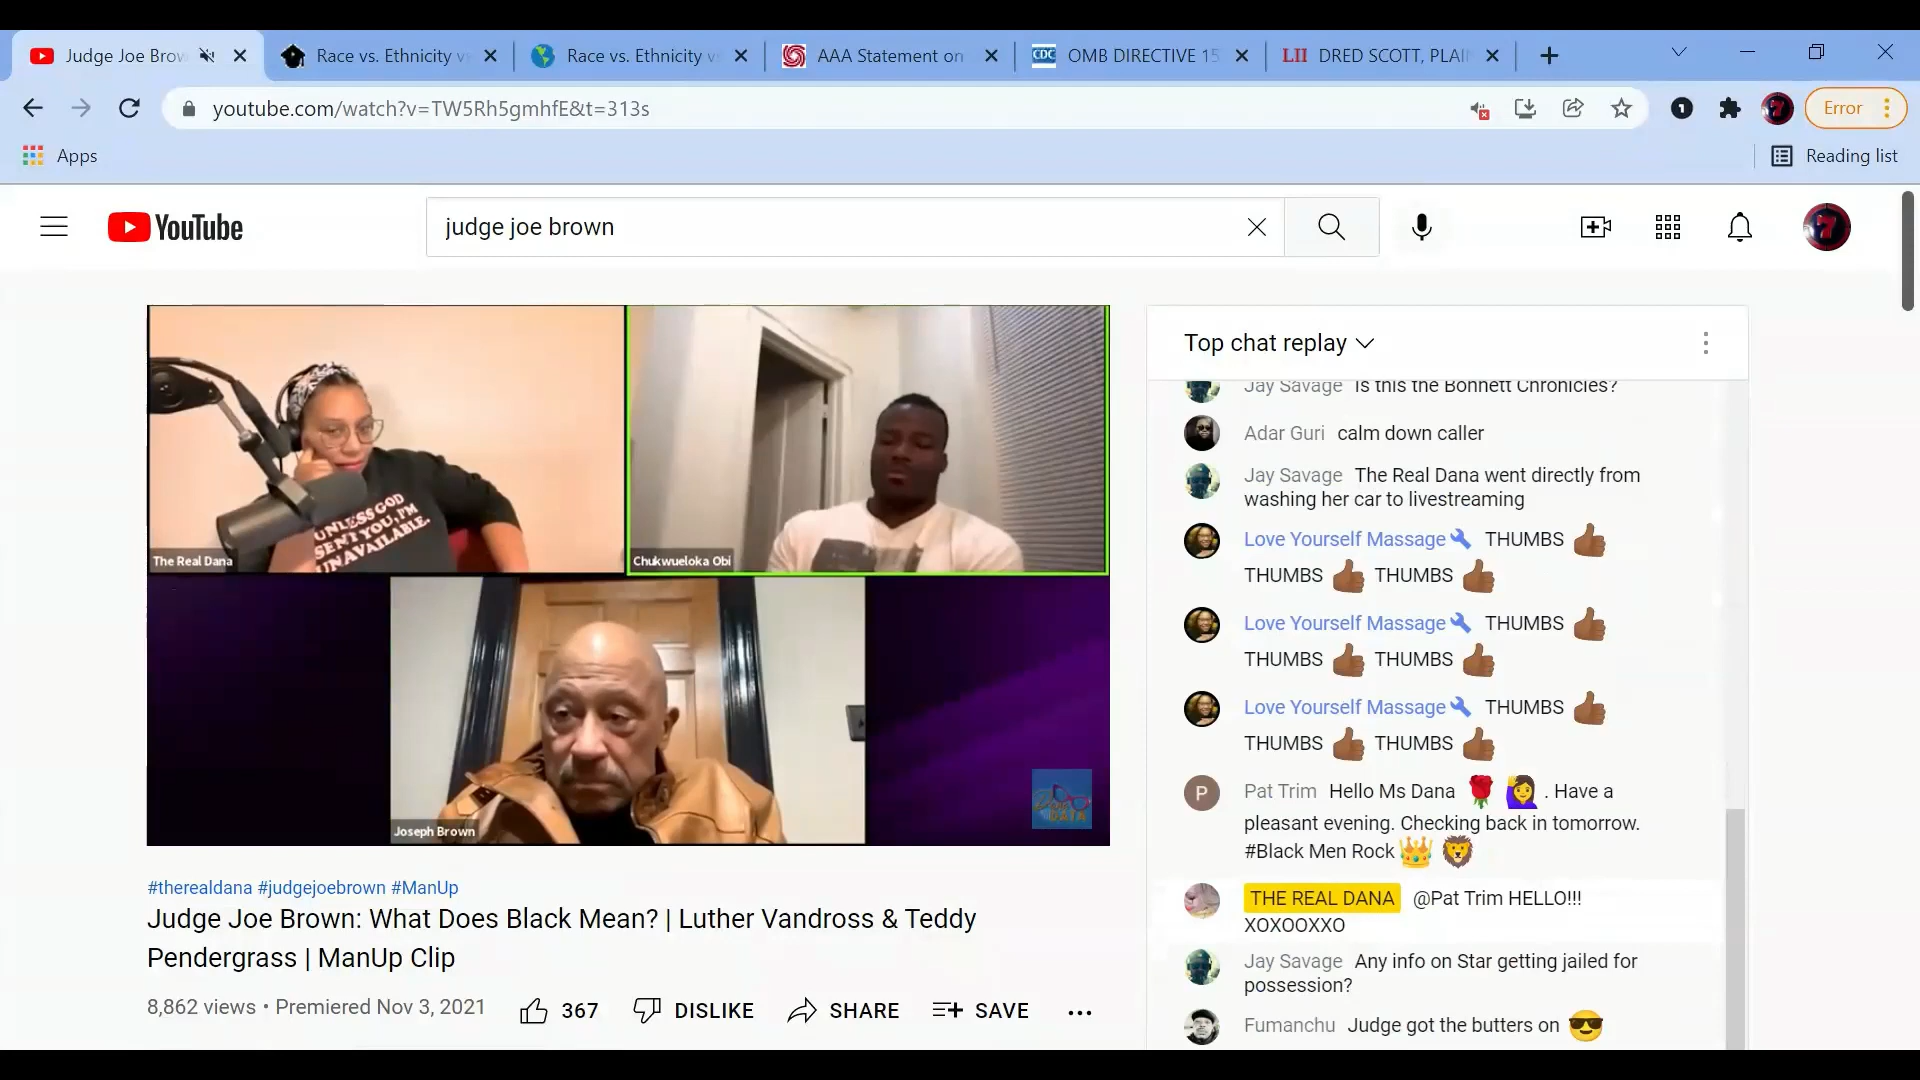 Judge Joe Brow
Race vs. Ethnicity v
Race vs. Ethnicity v
AAA Statement on
CDC
OMB DIRECTIVE 15
LII
DRED SCOTT, PLAI
youtube.com/watch?v=TW5Rh5gmhfE&t=313s
1
7
Error
Apps
Reading list
YouTube
judge joe brown
7
UNLESS GOD
SENT YOU, I'M
UNAVAILABLE.
The Real Dana
Chukwueloka Obi
Joseph Brown
DATA
#therealdana #judgejoebrown #ManUp
Judge Joe Brown: What Does Black Mean? | Luther Vandross & Teddy
Pendergrass | ManUp Clip
8,862 views • Premiered Nov 3, 2021
367
DISLIKE
SHARE
SAVE
Top chat replay
Jay Savage Is this the Bonnett Chronicles?
Adar Guri calm down caller
Jay Savage The Real Dana went directly from
washing her car to livestreaming
Love Yourself Massage THUMBS 👍🏾
THUMBS 👍🏾 THUMBS 👍🏾
Love Yourself Massage THUMBS 👍🏾
THUMBS 👍🏾 THUMBS 👍🏾
Love Yourself Massage THUMBS 👍🏾
THUMBS 👍🏾 THUMBS 👍🏾
P
Pat Trim Hello Ms Dana 🌹 🙋‍♀️ . Have a
pleasant evening. Checking back in tomorrow.
#Black Men Rock 👑 🦁
THE REAL DANA @Pat Trim HELLO!!!
XOXOOXXO
Jay Savage Any info on Star getting jailed for
possession?
Fumanchu Judge got the butters on 😎